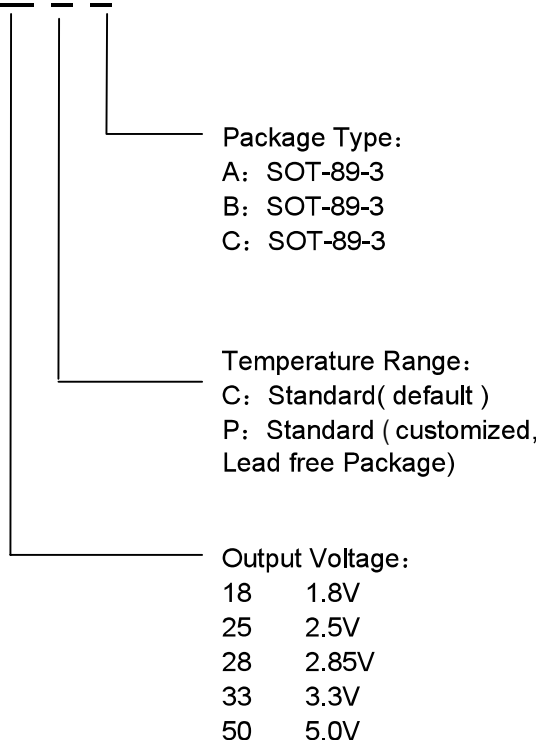 Package Type：
A：SOT-89-3
B：SOT-89-3
C：SOT-89-3
Temperature Range：
C：Standard( default )
P：Standard ( customized,
Lead free Package)
Output Voltage：
18 1.8V
25 2.5V
28 2.85V
33 3.3V
50 5.0V